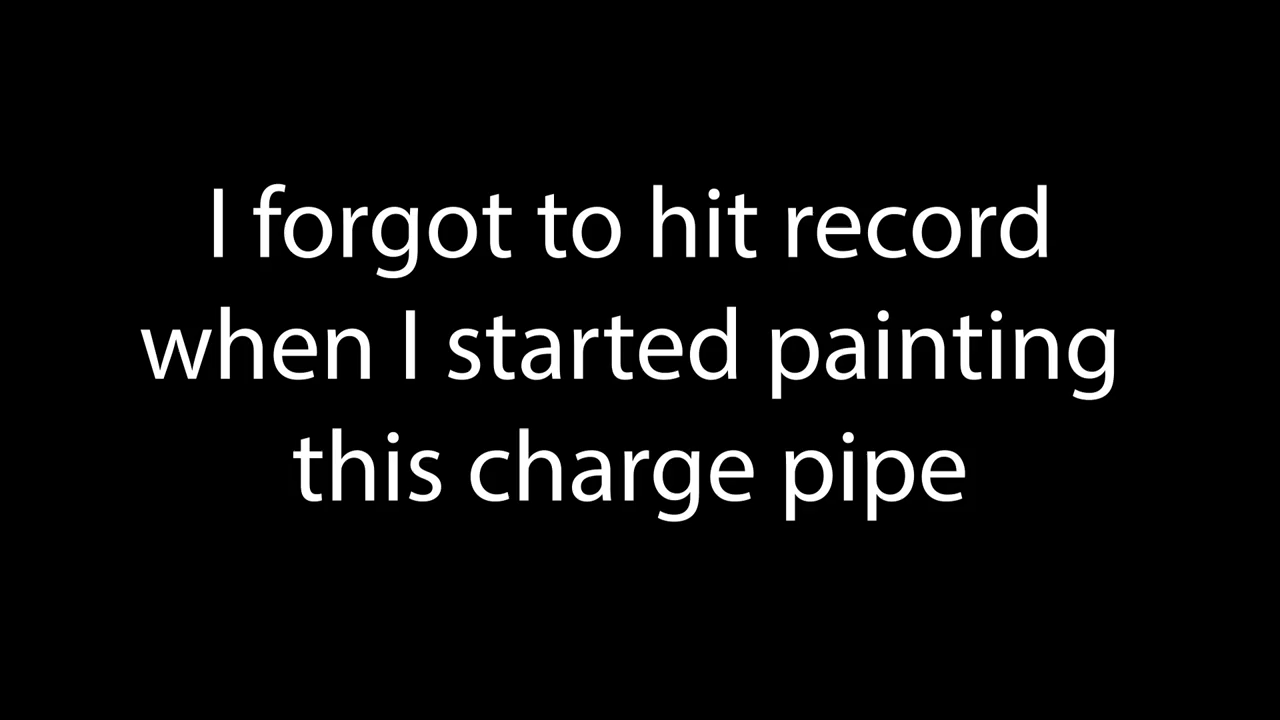 I forgot to hit record
when I started painting
this charge pipe